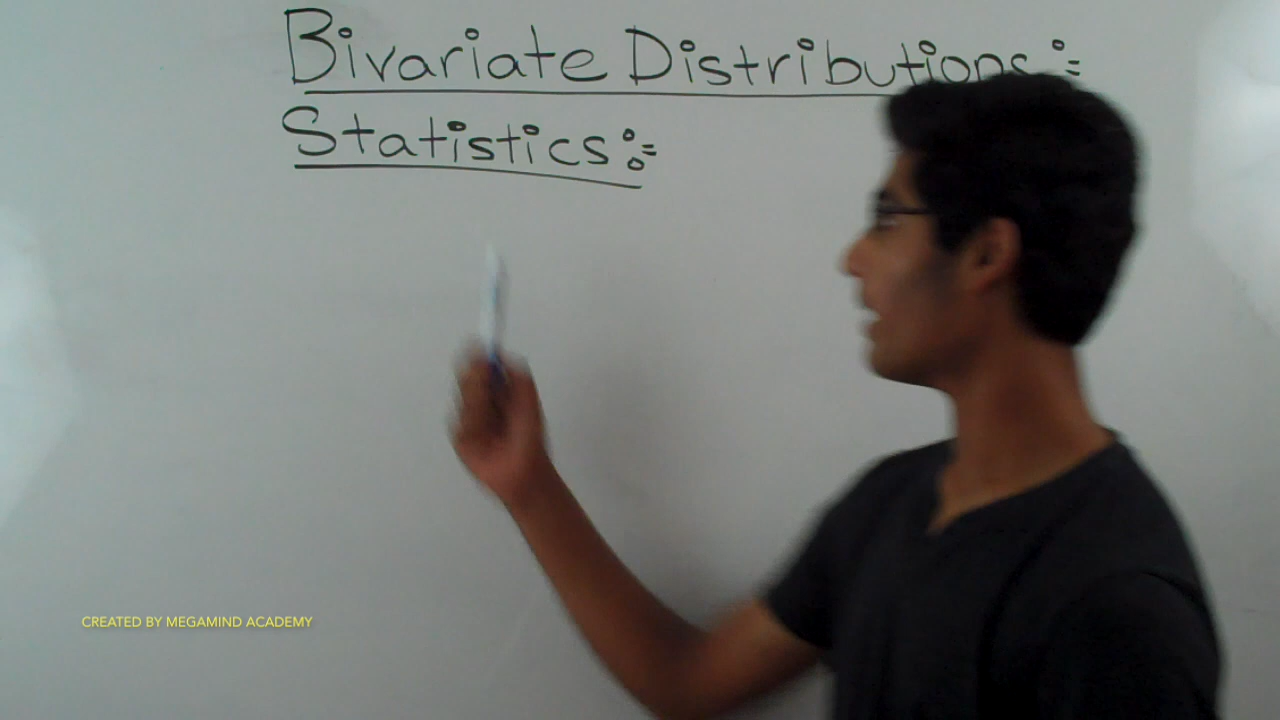 Bivariate Distributions :=
Statistics :=
CREATED BY MEGAMIND ACADEMY